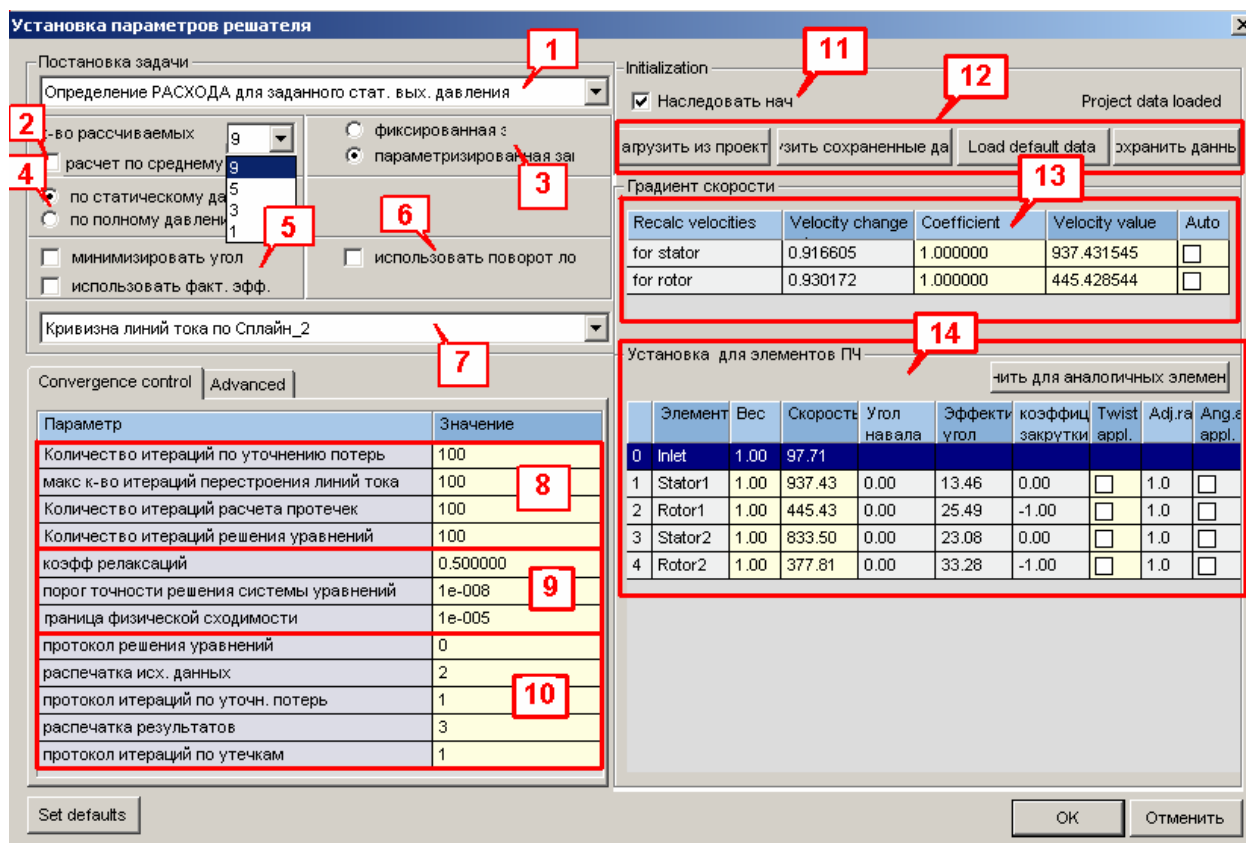 Установка параметров решателя
Постановка задачи
1
Определение РАСХОДА для заданного стат. вых. давления
2
к-во рассчиваемых
9
9
5
3
1
расчет по среднему
фиксированная з
параметризированная
3
4
по статическому да
по полному давлени
5
6
минимизировать угол
использовать факт. эфф.
использовать поворот ло
Кривизна линий тока по Сплайн_2
7
Convergence control
Advanced
Параметр Значение
Количество итераций по уточнению потерь 100
макс к-во итераций перестроения линий тока 100
Количество итераций расчета протечек 100
Количество итераций решения уравнений 100
8
коэфф релаксаций 0.500000
порог точности решения системы уравнений 1e-008
граница физической сходимости 1e-005
9
протокол решения уравнений 0
распечатка исх. данных 2
протокол итераций по уточн. потерь 1
распечатка результатов 3
протокол итераций по утечкам 1
10
Set defaults
Initialization
11
12
Наследовать нач
Project data loaded
агрузить из проект
узить сохраненные да
Load default data
охранить данны
Градиент скорости
13
Recalc velocities Velocity change Coefficient Velocity value Auto
for stator 0.916605 1.000000 937.431545
for rotor 0.930172 1.000000 445.428544
Установка для элементов ПЧ
14
нить для аналогичных элемен
Элемент Вес Скорость Угол навала Эффекти угол коэффиц закрутки Twist appl. Adj.ra Ang.a appl.
0 Inlet 1.00 97.71
1 Stator1 1.00 937.43 0.00 13.46 0.00 1.0
2 Rotor1 1.00 445.43 0.00 25.49 -1.00 1.0
3 Stator2 1.00 833.50 0.00 23.08 0.00 1.0
4 Rotor2 1.00 377.81 0.00 33.28 -1.00 1.0
OK
Отменить